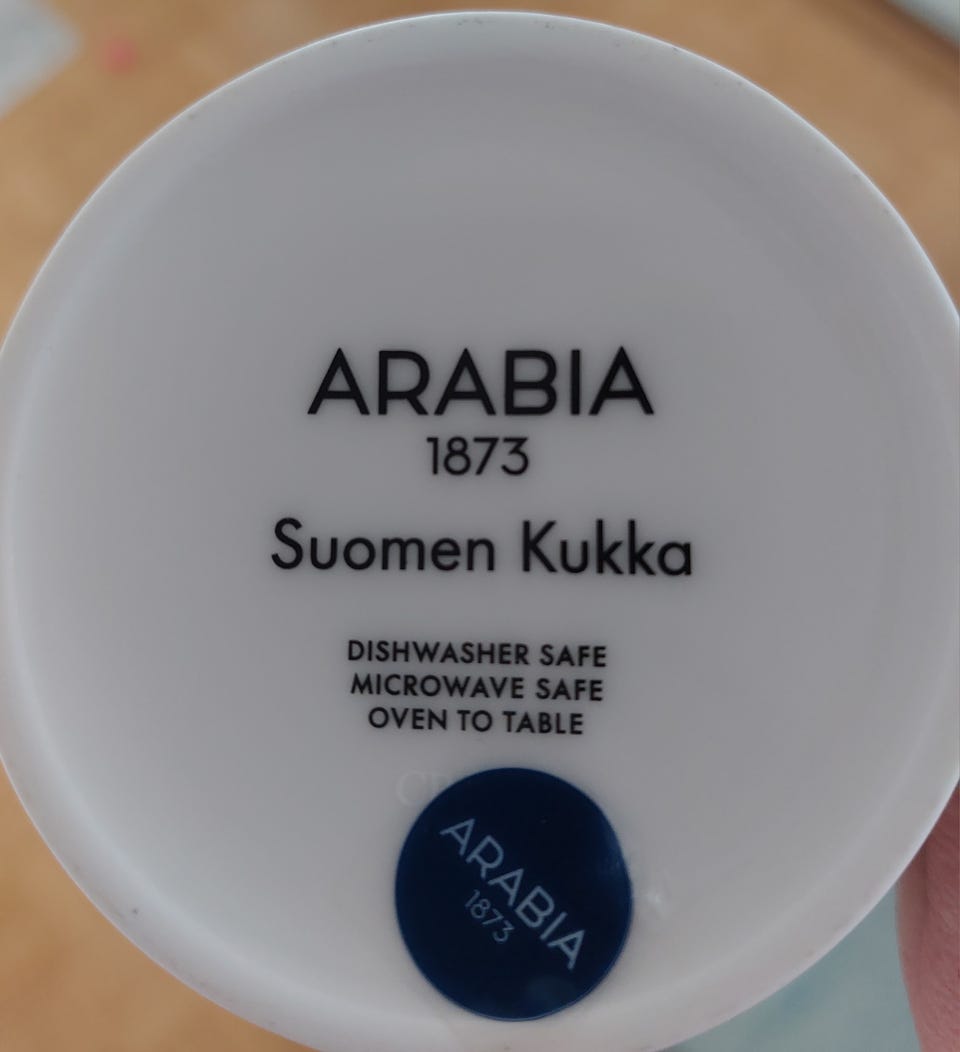 ARABIA
1873
Suomen Kukka
DISHWASHER SAFE
MICROWAVE SAFE
OVEN TO TABLE
ARABIA
1873